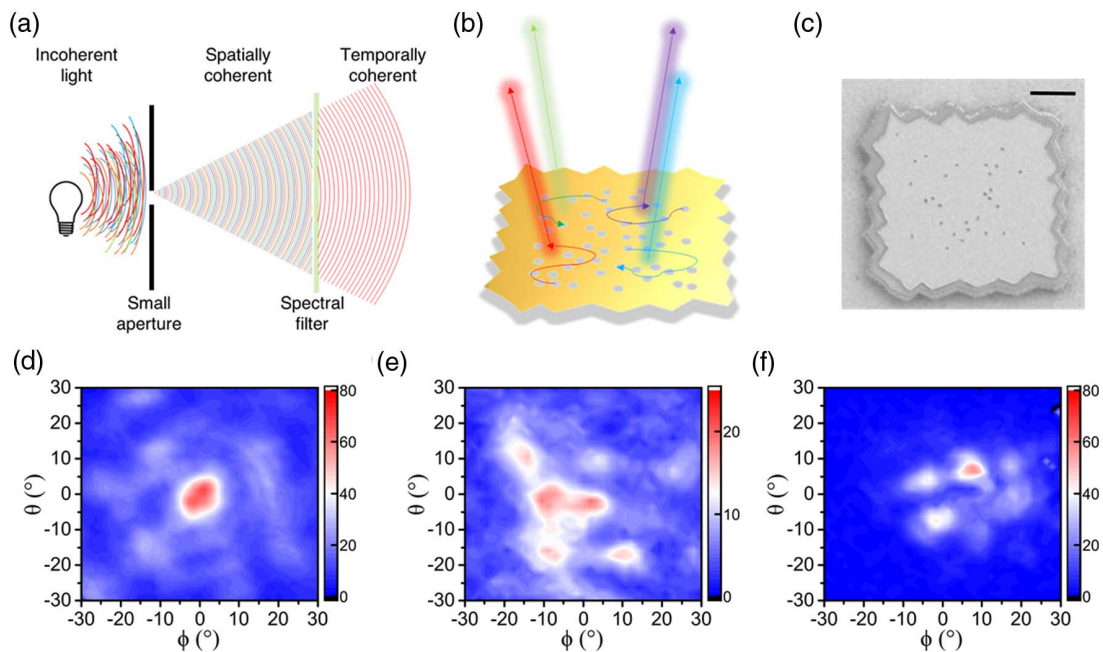 (a)
Incoherent
light
Spatially
coherent
Temporally
coherent
Small
aperture
Spectral
filter
(b)
(c)
(d)
30
20
10
0
-10
-20
-30
θ (°)
-30 -20 -10 0 10 20 30
ϕ (°)
80
60
40
20
0
(e)
30
20
10
0
-10
-20
-30
θ (°)
-30 -20 -10 0 10 20 30
ϕ (°)
20
10
0
(f)
30
20
10
0
-10
-20
-30
θ (°)
-30 -20 -10 0 10 20 30
ϕ (°)
80
60
40
20
0